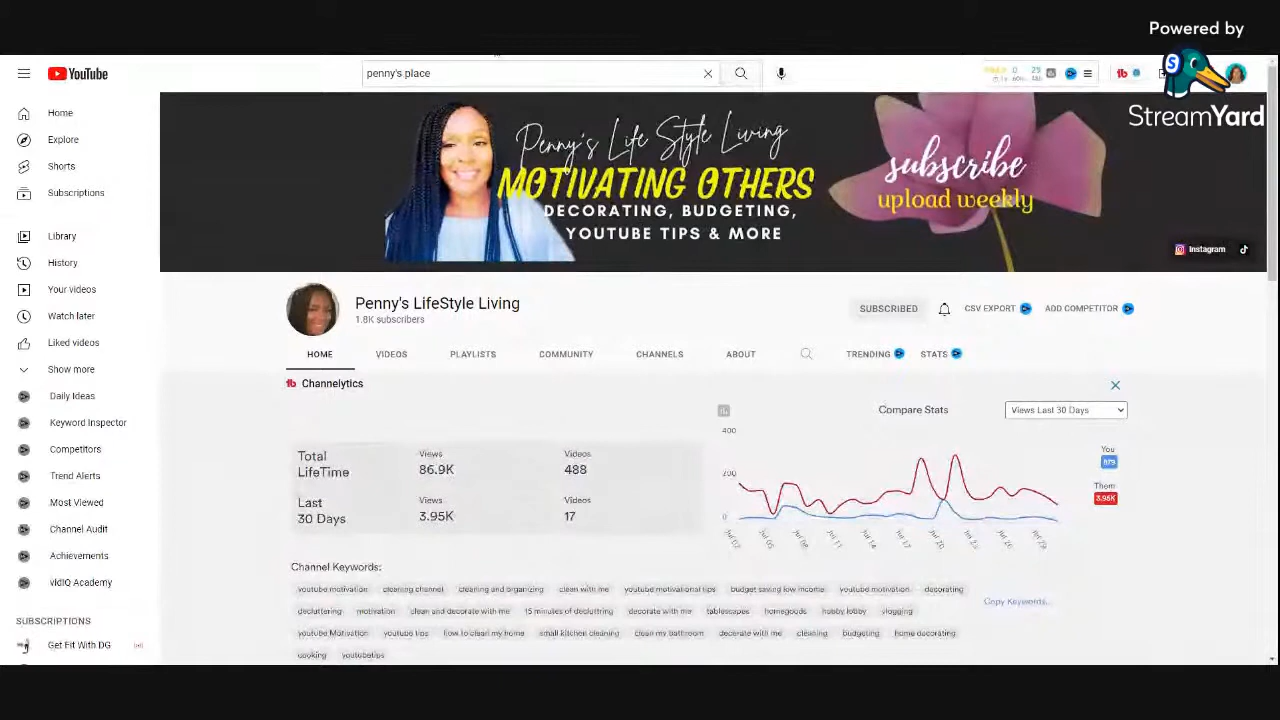 Powered by
StreamYard
YouTube
penny's place
Home
Explore
Shorts
Subscriptions
Library
History
Your videos
Watch later
Liked videos
Show more
Daily Ideas
Keyword Inspector
Competitors
Trend Alerts
Most Viewed
Channel Audit
Achievements
vidIQ Academy
SUBSCRIPTIONS
Get Fit With DG
Penny's Life Style Living
MOTIVATING OTHERS
DECORATING, BUDGETING,
YOUTUBE TIPS & MORE
subscribe
upload weekly
Instagram
Penny's LifeStyle Living
1.8K subscribers
SUBSCRIBED
CSV EXPORT
ADD COMPETITOR
HOME VIDEOS PLAYLISTS COMMUNITY CHANNELS ABOUT TRENDING STATS
tb Channelytics
Compare Stats
Views Last 30 Days
Total LifeTime
Views
86.9K
Videos
488
Last 30 Days
Views
3.95K
Videos
17
400
200
0
You
Them
3.95K
Channel Keywords:
youtube motivation cleaning channel cleaning and organizing clean with me youtube motivational tips budget saving low income youtube motivation decorating
decluttering motivation clean and decorate with me 15 minutes of decluttering decorate with me tablescapes homegoods hobby lobby vlogging
youtube Motivation youtube tips how to clean my home small kitchen cleaning clean my bathroom decorate with me cleaning budgeting home decorating
cooking youtubetips
Copy Keywords...